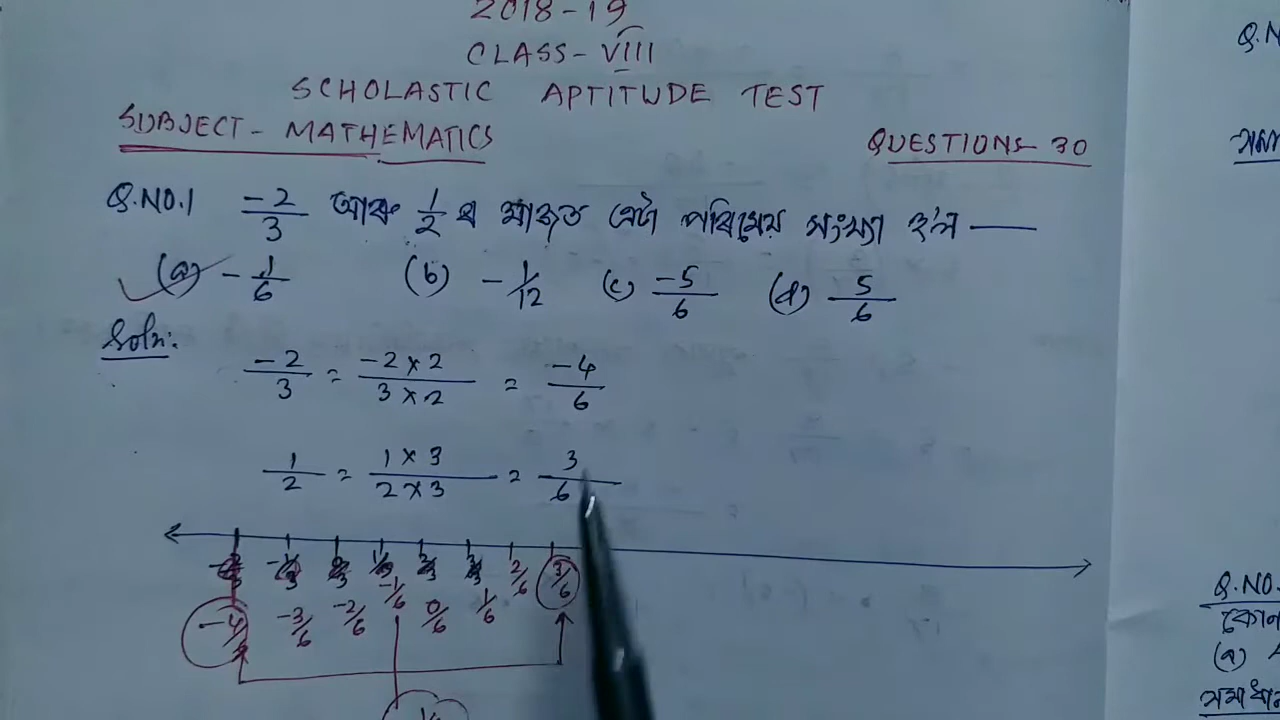 2018-19
CLASS-VIII
SCHOLASTIC APTITUDE TEST
SUBJECT- MATHEMATICS
QUESTIONS- 30
Q.NO.1 -2/3 আৰু 1/2 ৰ মাজত এটা পৰিমেয় সংখ্যা হ'ল ——
(a) -1/6 (b) -1/12 (c) -5/6 (d) 5/6
Soln:
-2/3 = -2×2/3×2 = -4/6
1/2 = 1×3/2×3 = 3/6
2/6 3/6
-4/6 -3/6 -2/6 -1/6 0/6 1/6
Q.N
Q.NO.
কোন
(a)
সমাধান